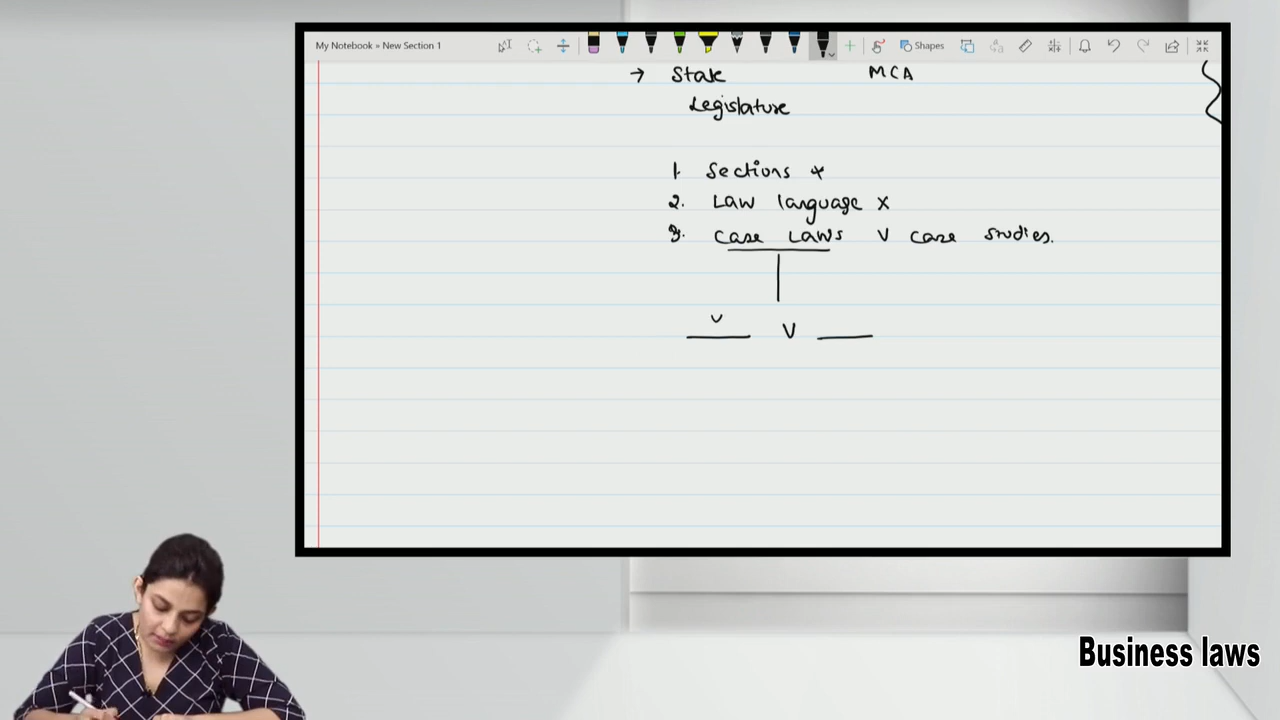 My Notebook » New Section 1
Shapes
→ State MCA
Legislature
1. Sections *
2. Law language x
3. Case Laws V case studies.
V
Business laws